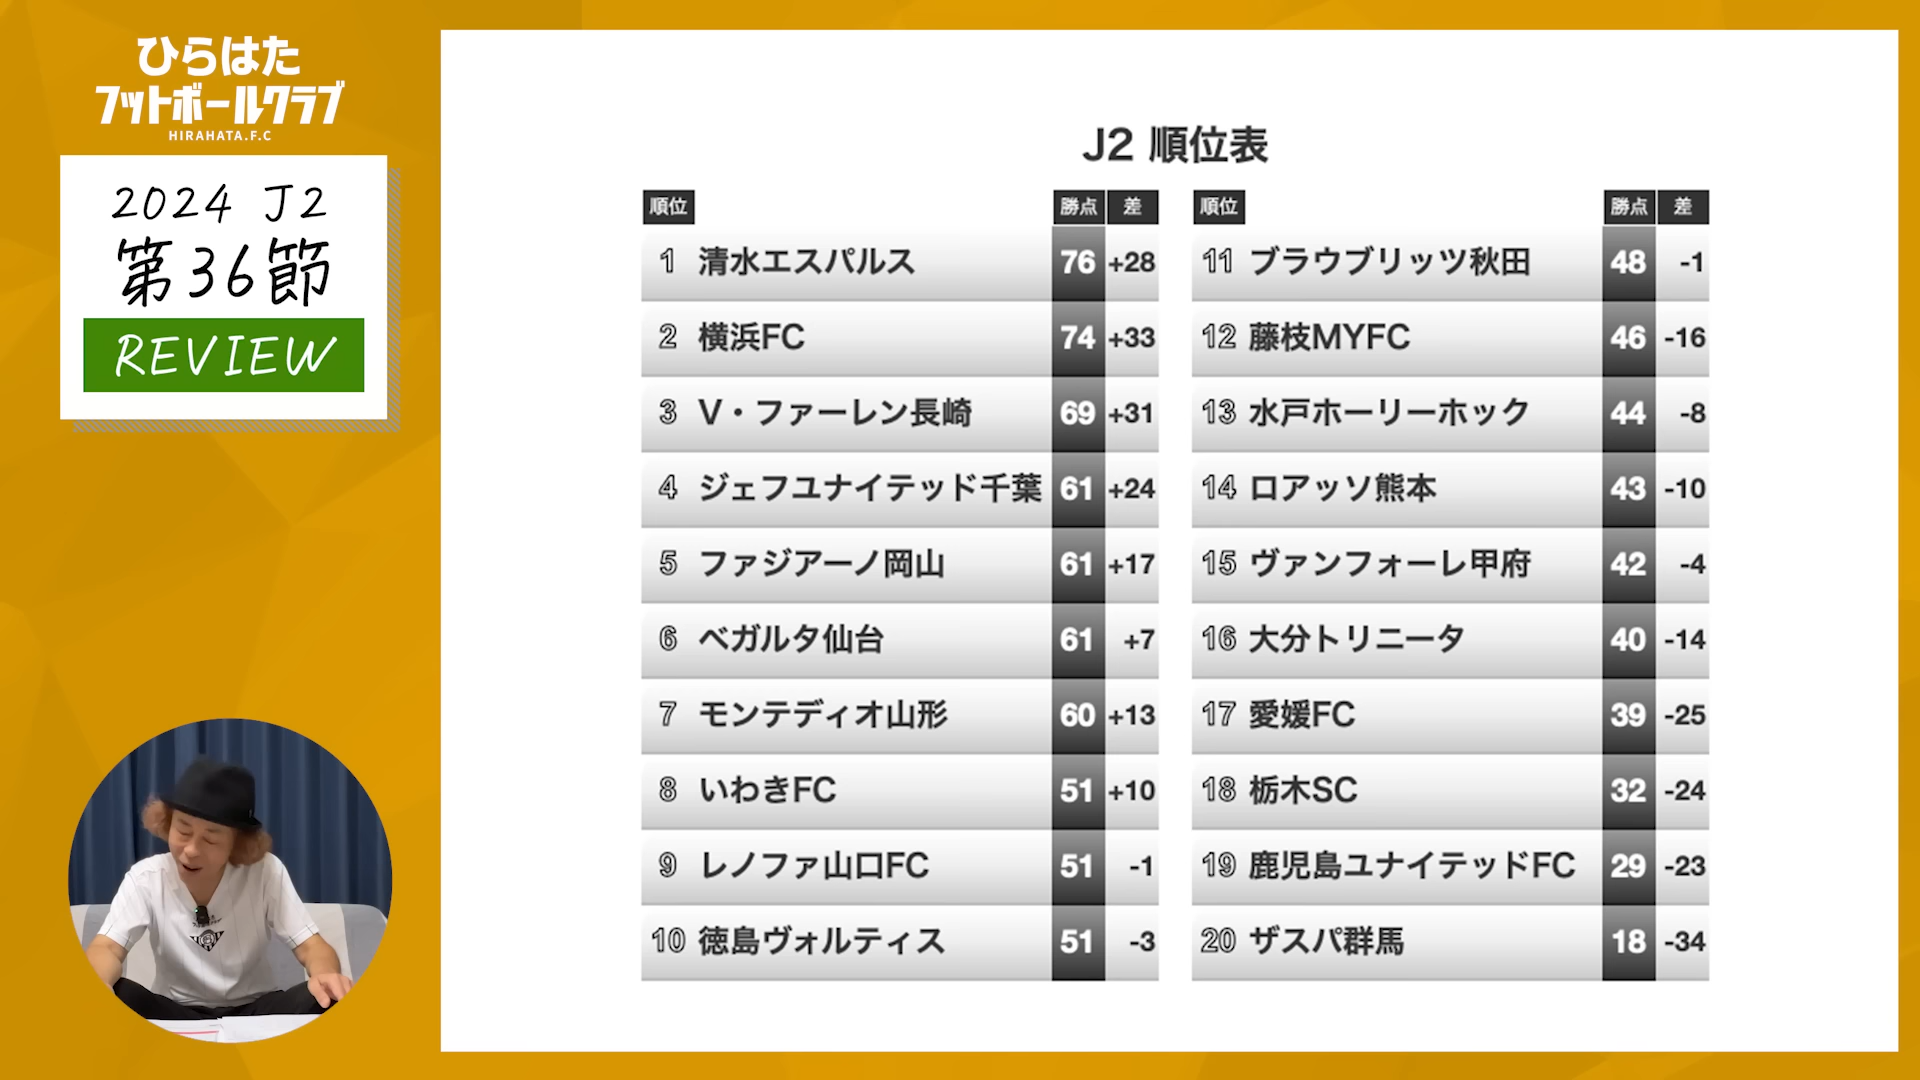 ひらはた
フットボールクラブ
HIRAHATA.F.C
2024 J2
第36節
REVIEW
J2 順位表
順位 勝点 差
1 清水エスパルス 76 +28
2 横浜FC 74 +33
3 V・ファーレン長崎 69 +31
4 ジェフユナイテッド千葉 61 +24
5 ファジアーノ岡山 61 +17
6 ベガルタ仙台 61 +7
7 モンテディオ山形 60 +13
8 いわきFC 51 +10
9 レノファ山口FC 51 -1
10 徳島ヴォルティス 51 -3
順位 勝点 差
11 ブラウブリッツ秋田 48 -1
12 藤枝MYFC 46 -16
13 水戸ホーリーホック 44 -8
14 ロアッソ熊本 43 -10
15 ヴァンフォーレ甲府 42 -4
16 大分トリニータ 40 -14
17 愛媛FC 39 -25
18 栃木SC 32 -24
19 鹿児島ユナイテッドFC 29 -23
20 ザスパ群馬 18 -34